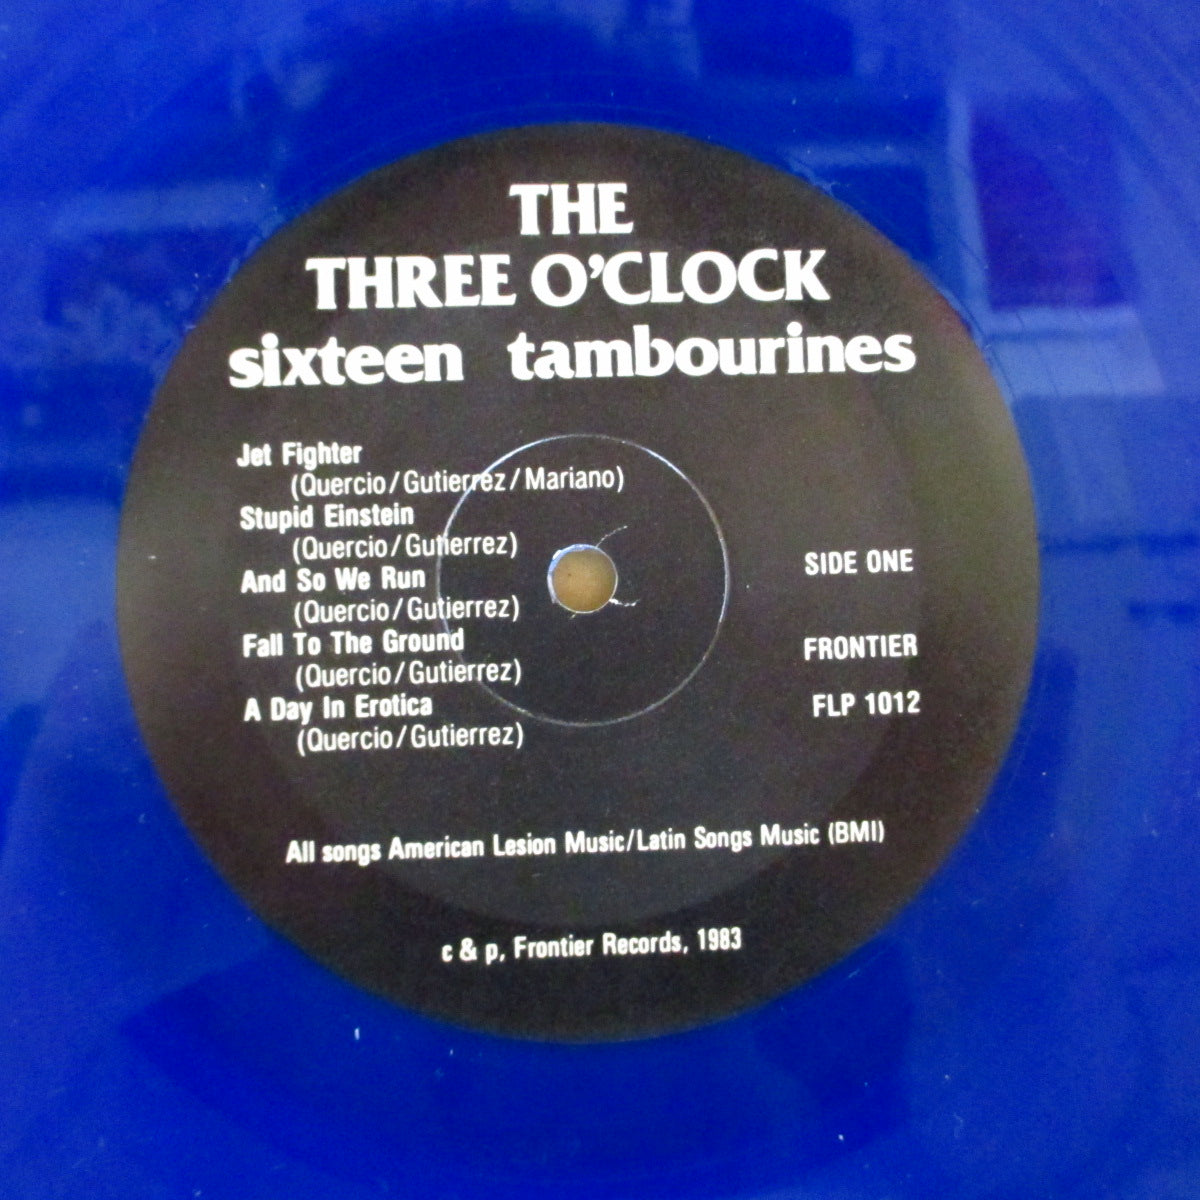 THE
THREE O'CLOCK
sixteen tambourines
Jet Fighter
(Quercio/Gutierrez/Mariano)
Stupid Einstein
(Quercio/Gutierrez)
And So We Run
(Quercio/Gutierrez)
Fall To The Ground
(Quercio/Gutierrez)
A Day In Erotica
(Quercio/Gutierrez)
SIDE ONE
FRONTIER
FLP 1012
All songs American Lesion Music/Latin Songs Music (BMI)
c & p, Frontier Records, 1983